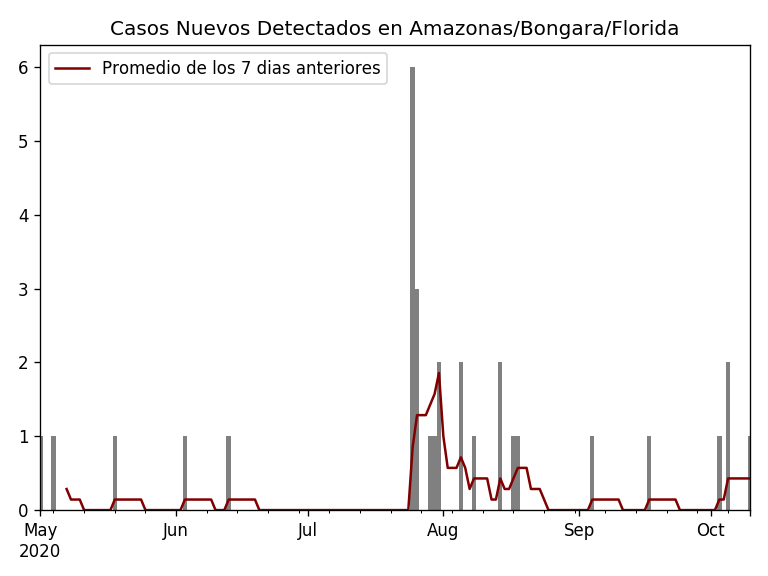 Casos Nuevos Detectados en Amazonas/Bongara/Florida
Promedio de los 7 dias anteriores
6
5
4
3
2
1
0
May Jun Jul Aug Sep Oct
2020